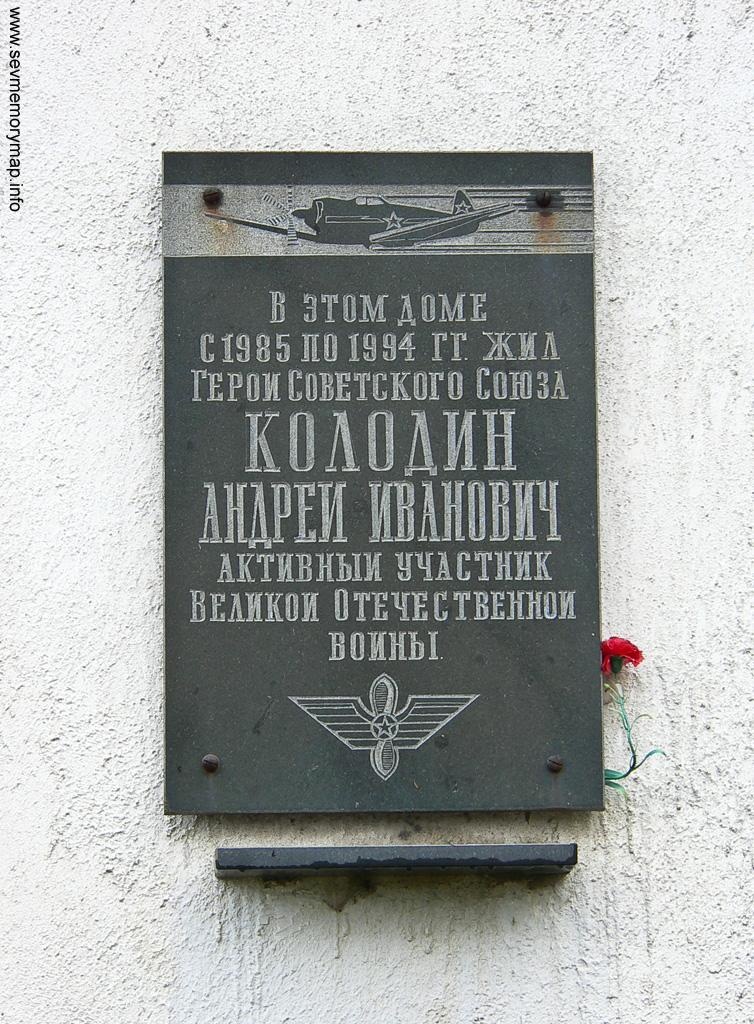 www.sevmemorymap.info
В ЭТОМ ДОМЕ
С 1985 ПО 1994 ГГ. ЖИЛ
ГЕРОИ СОВЕТСКОГО СОЮЗА
КОЛОДИН
АНДРЕИ ИВАНОВИЧ
АКТИВНЫИ УЧАСТНИК
ВЕЛИКОИ ОТЕЧЕСТВЕННОИ
ВОИНЫ.